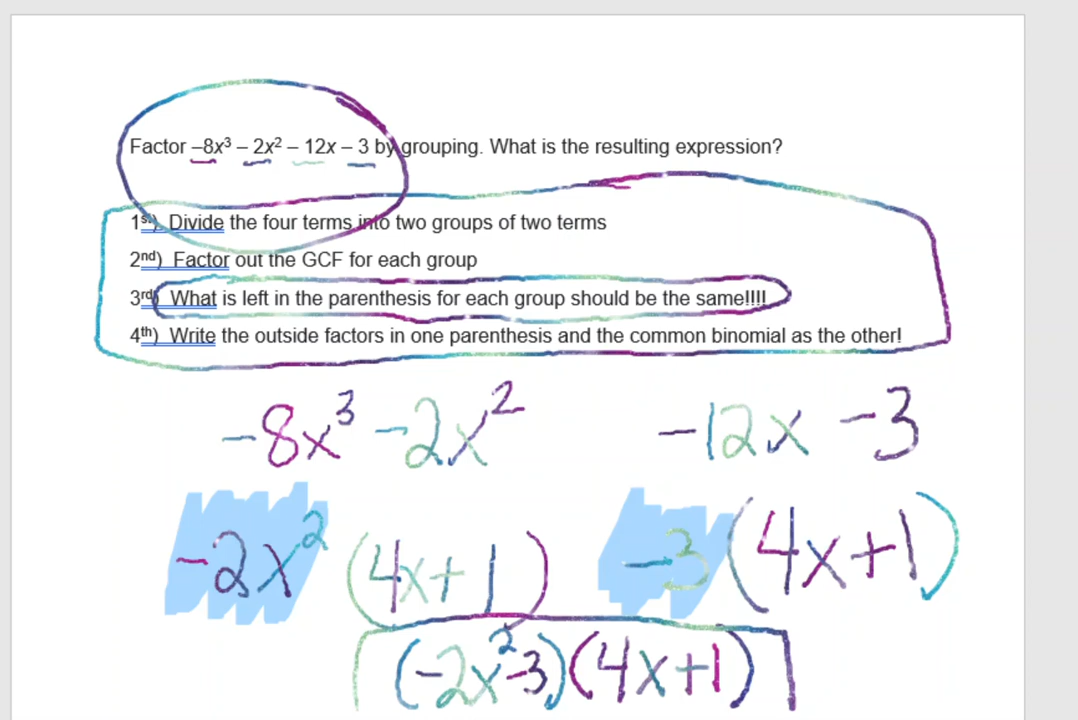 Factor –8x³ – 2x² – 12x – 3 by grouping. What is the resulting expression?
1ˢᵗ) Divide the four terms into two groups of two terms
2ⁿᵈ) Factor out the GCF for each group
3ʳᵈ) What is left in the parenthesis for each group should be the same!!!!
4ᵗʰ) Write the outside factors in one parenthesis and the common binomial as the other!
-8x³ -2x² -12x -3
-2x² (4x+1) -3 (4x+1)
(-2x²-3)(4x+1)